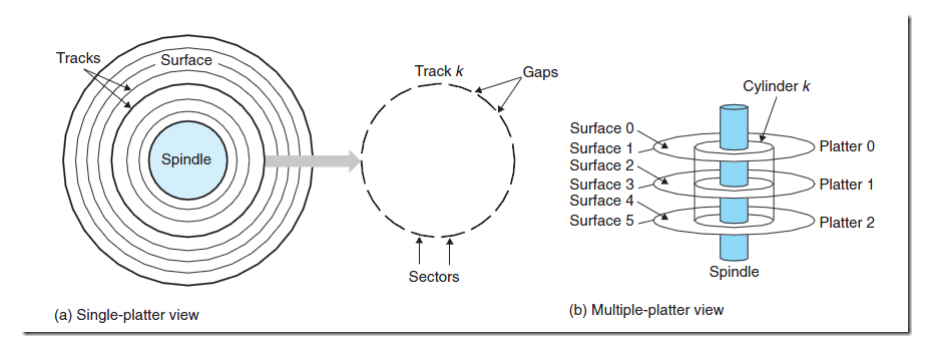 Tracks
Surface
Spindle
Track k
Gaps
Sectors
(a) Single-platter view
Cylinder k
Surface 0
Surface 1
Surface 2
Surface 3
Surface 4
Surface 5
Platter 0
Platter 1
Platter 2
Spindle
(b) Multiple-platter view